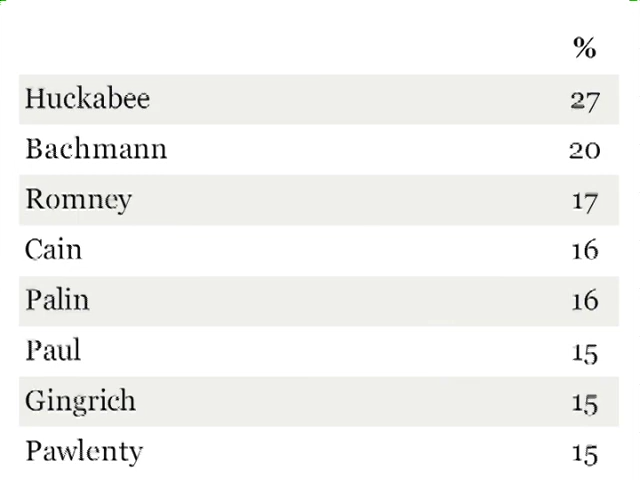 %
Huckabee 27
Bachmann 20
Romney 17
Cain 16
Palin 16
Paul 15
Gingrich 15
Pawlenty 15